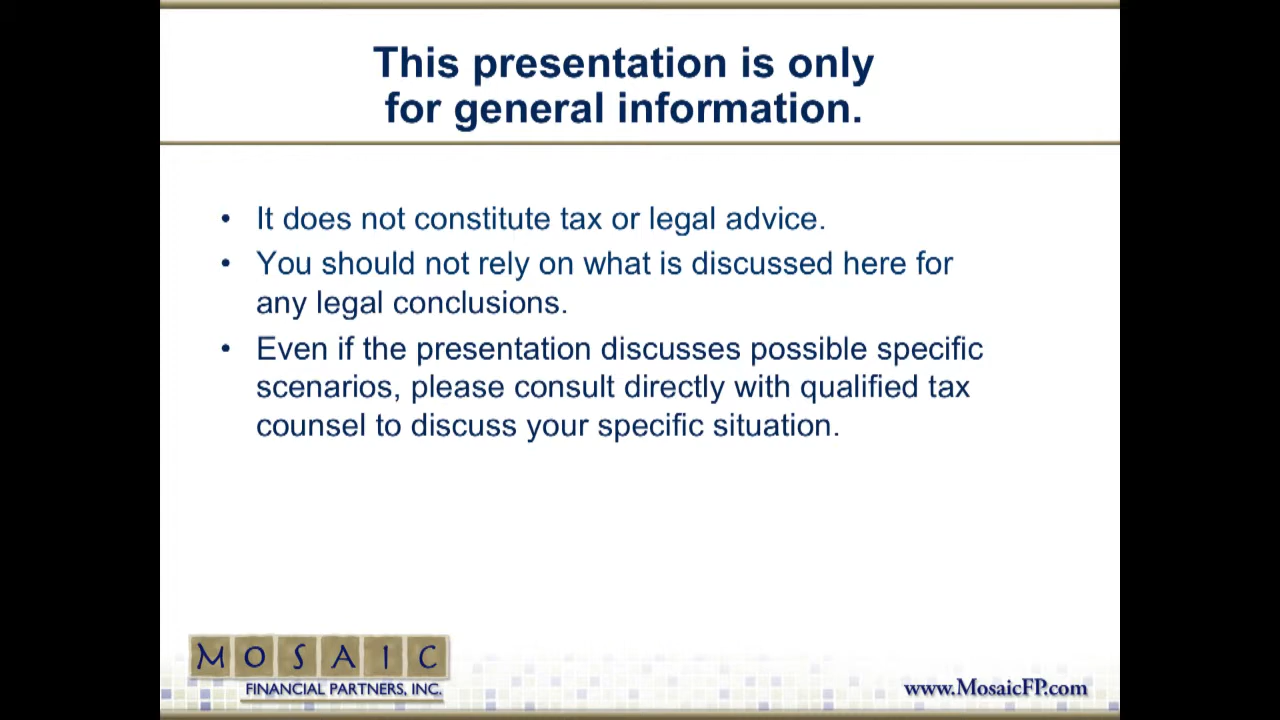 This presentation is only
for general information.
• It does not constitute tax or legal advice.
• You should not rely on what is discussed here for
any legal conclusions.
• Even if the presentation discusses possible specific
scenarios, please consult directly with qualified tax
counsel to discuss your specific situation.
MOSAIC
FINANCIAL PARTNERS, INC.
www.MosaicFP.com